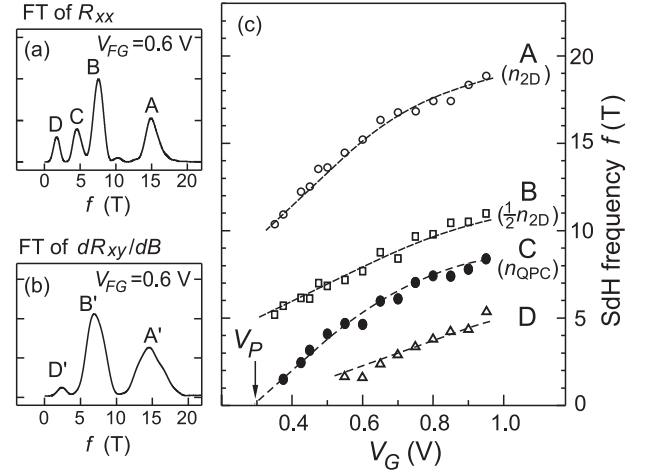 FT of Rxx
(a)
VFG=0.6 V
B
D
C
A
0 5 10 15 20
f (T)
FT of dRxy/dB
(b)
VFG=0.6 V
B'
A'
D'
0 5 10 15 20
f (T)
(c)
A
(n2D)
B
(½n2D)
C
(nQPC)
D
VP
0.4 0.6 0.8 1.0
VG (V)
20
15
10
5
0
SdH frequency f (T)